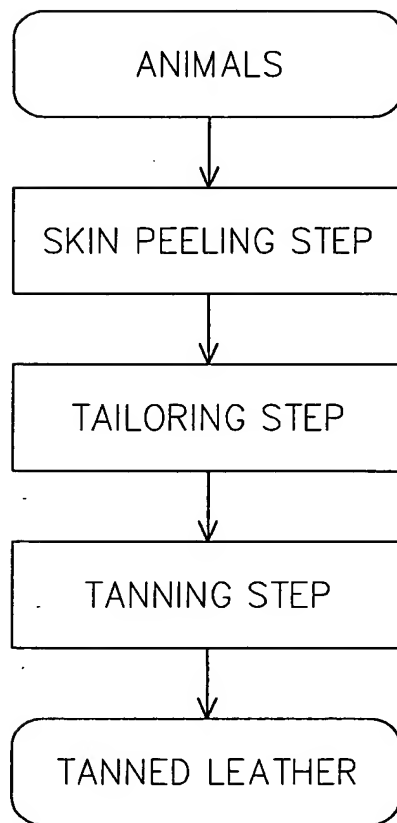 ANIMALS
SKIN PEELING STEP
TAILORING STEP
TANNING STEP
TANNED LEATHER